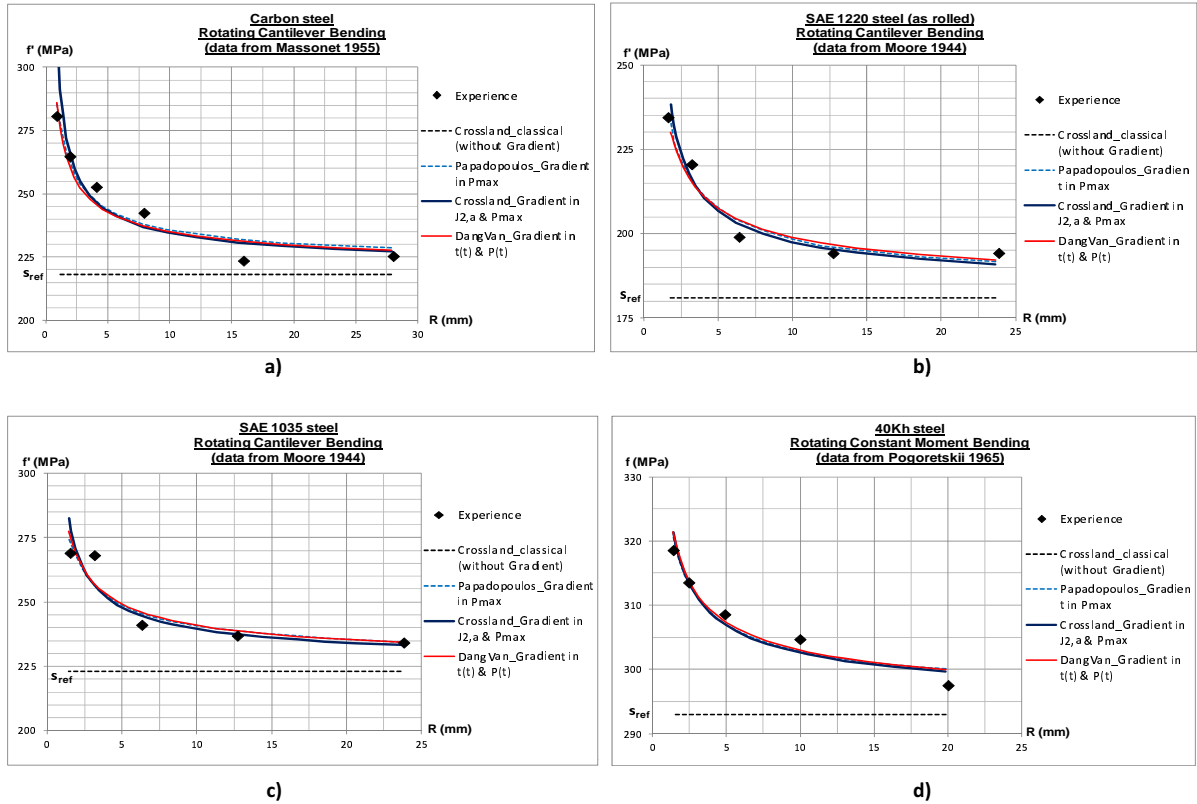 Carbon steel
Rotating Cantilever Bending
(data from Massonet 1955)
f' (MPa)
300
275
250
225
s_ref
200
R (mm)
0
5
10
15
20
25
30
Experience
Crossland_classical
(without Gradient)
Papadopoulos_Gradient
in Pmax
Crossland_Gradient in
J2,a & Pmax
DangVan_Gradient in
t(t) & P(t)
a)
SAE 1220 steel (as rolled)
Rotating Cantilever Bending
(data from Moore 1944)
f' (MPa)
250
225
200
s_ref
175
R (mm)
0
5
10
15
20
25
Experience
Crossland_classical
(without Gradient)
Papadopoulos_Gradien
t in Pmax
Crossland_Gradient in
J2,a & Pmax
DangVan_Gradient in
t(t) & P(t)
b)
SAE 1035 steel
Rotating Cantilever Bending
(data from Moore 1944)
f' (MPa)
300
275
250
225
s_ref
200
R (mm)
0
5
10
15
20
25
Experience
Crossland_classical
(without Gradient)
Papadopoulos_Gradient
in Pmax
Crossland_Gradient in
J2,a & Pmax
DangVan_Gradient in
t(t) & P(t)
c)
40Kh steel
Rotating Constant Moment Bending
(data from Pogoretskii 1965)
f (MPa)
330
320
310
300
s_ref
290
R (mm)
0
5
10
15
20
25
Experience
Crossland_classical
(without Gradient)
Papadopoulos_Gradien
t in Pmax
Crossland_Gradient in
J2,a & Pmax
DangVan_Gradient in
t(t) & P(t)
d)